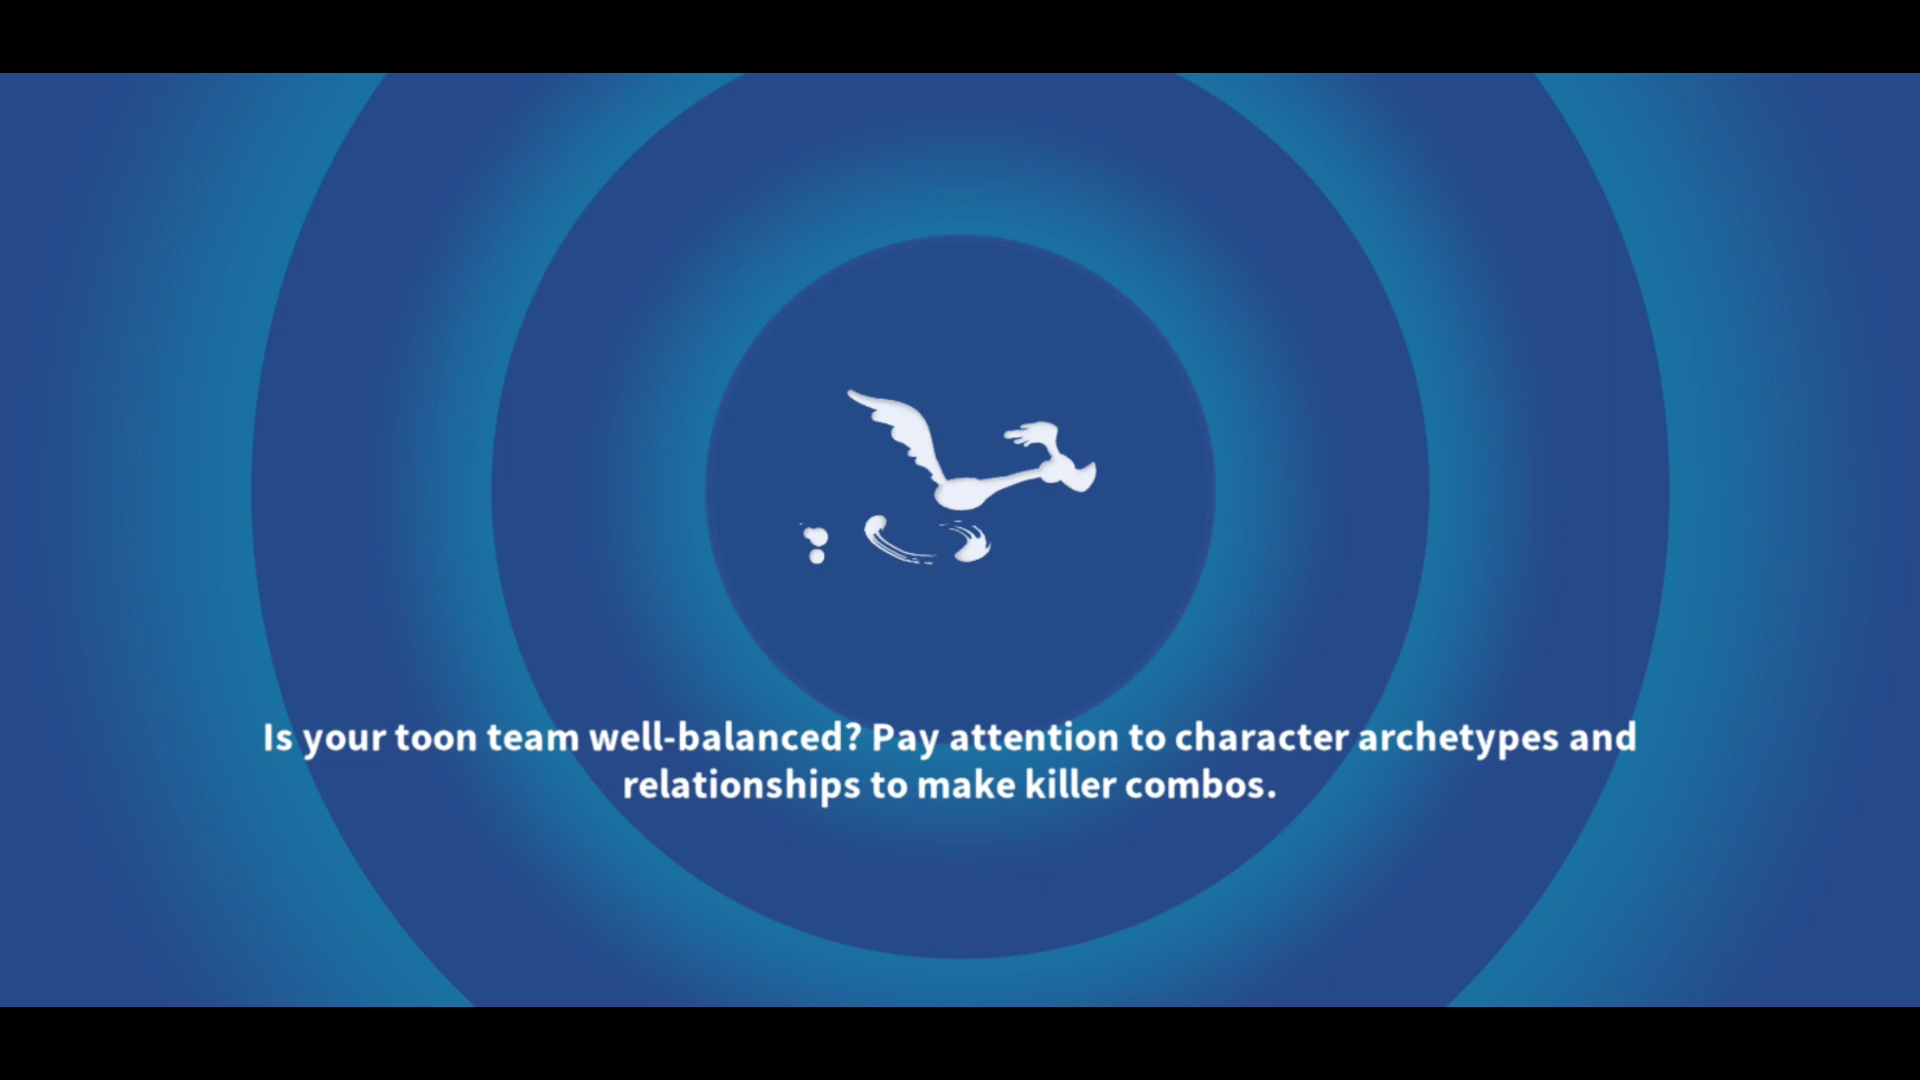 Is your toon team well-balanced? Pay attention to character archetypes and
relationships to make killer combos.